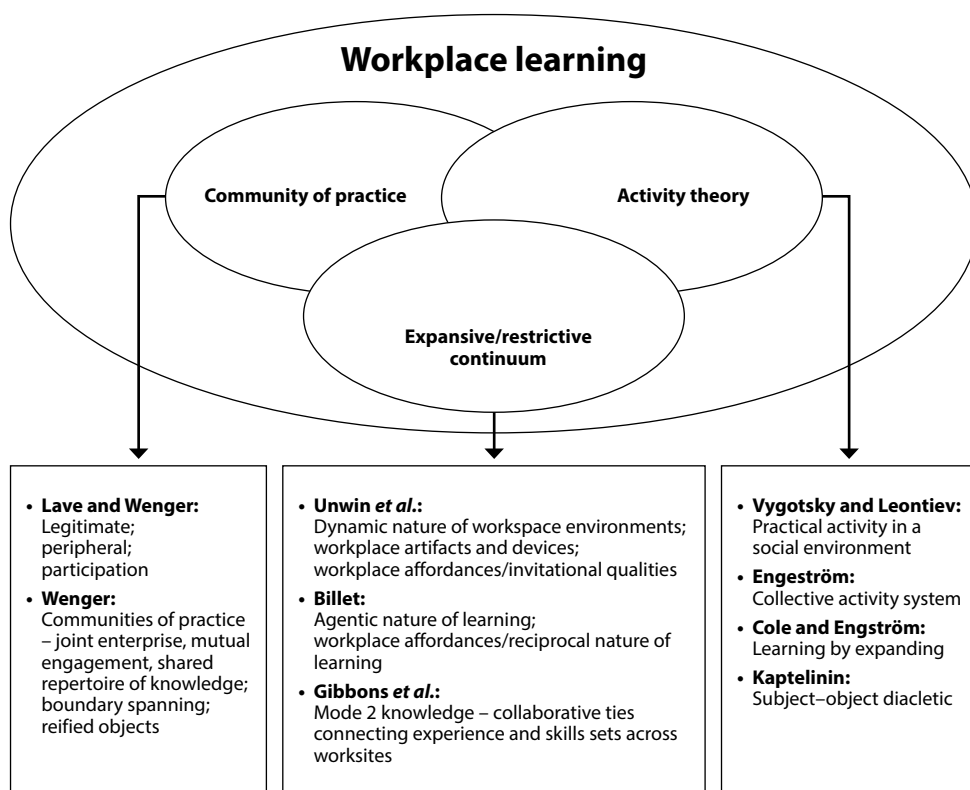 Workplace learning
Community of practice
Activity theory
Expansive/restrictive
continuum
• Lave and Wenger:
Legitimate;
peripheral;
participation
• Wenger:
Communities of practice
– joint enterprise, mutual
engagement, shared
repertoire of knowledge;
boundary spanning;
reified objects
• Unwin et al.:
Dynamic nature of workspace environments;
workplace artifacts and devices;
workplace affordances/invitational qualities
• Billet:
Agentic nature of learning;
workplace affordances/reciprocal nature of
learning
• Gibbons et al.:
Mode 2 knowledge – collaborative ties
connecting experience and skills sets across
worksites
• Vygotsky and Leontiev:
Practical activity in a
social environment
• Engeström:
Collective activity system
• Cole and Engström:
Learning by expanding
• Kaptelinin:
Subject–object diacletic